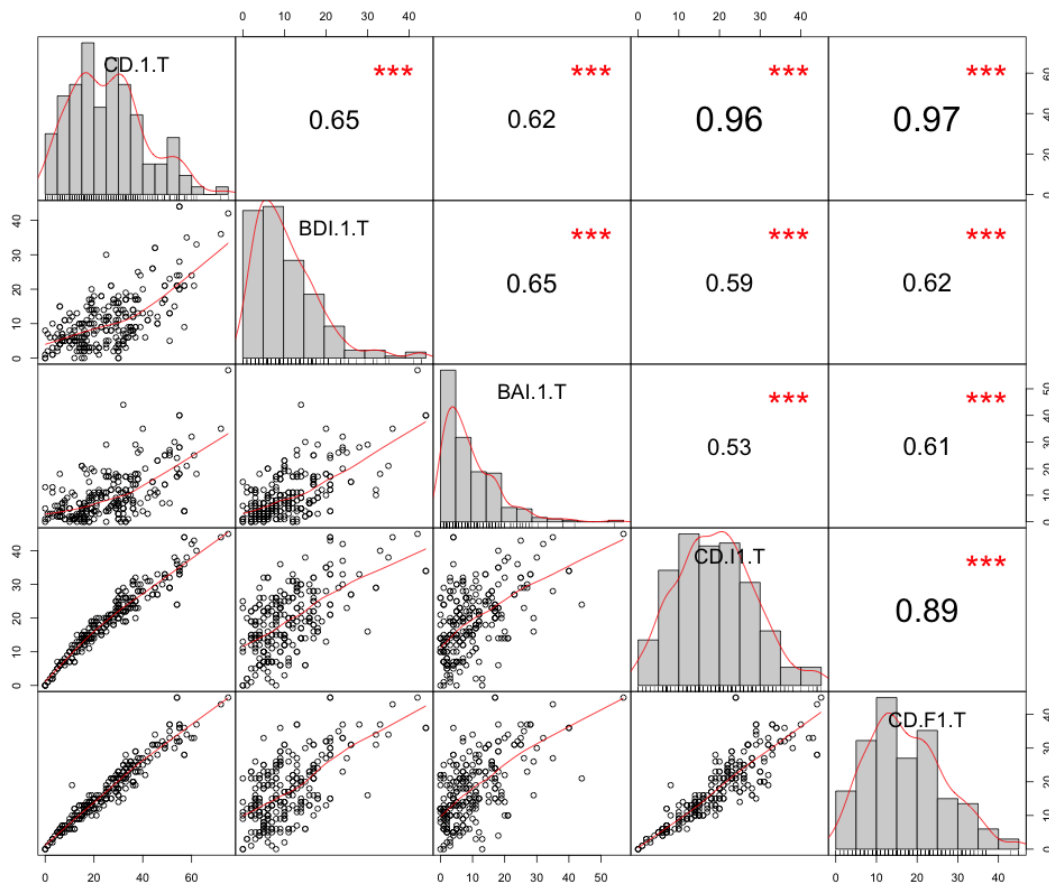 0 10 20 30 40 0 10 20 30 40
CD.1.T *** 0.65 *** 0.62 *** 0.96 *** 0.97 0 20 40 60
0 10 20 30 40 BDI.1.T *** 0.65 *** 0.59 *** 0.62
BAI.1.T *** 0.53 *** 0.61 0 10 20 30 40 50
0 10 20 30 40 CD.I1.T *** 0.89
CD.F1.T 0 10 20 30 40
0 20 40 60 0 10 20 30 40 50 0 10 20 30 40